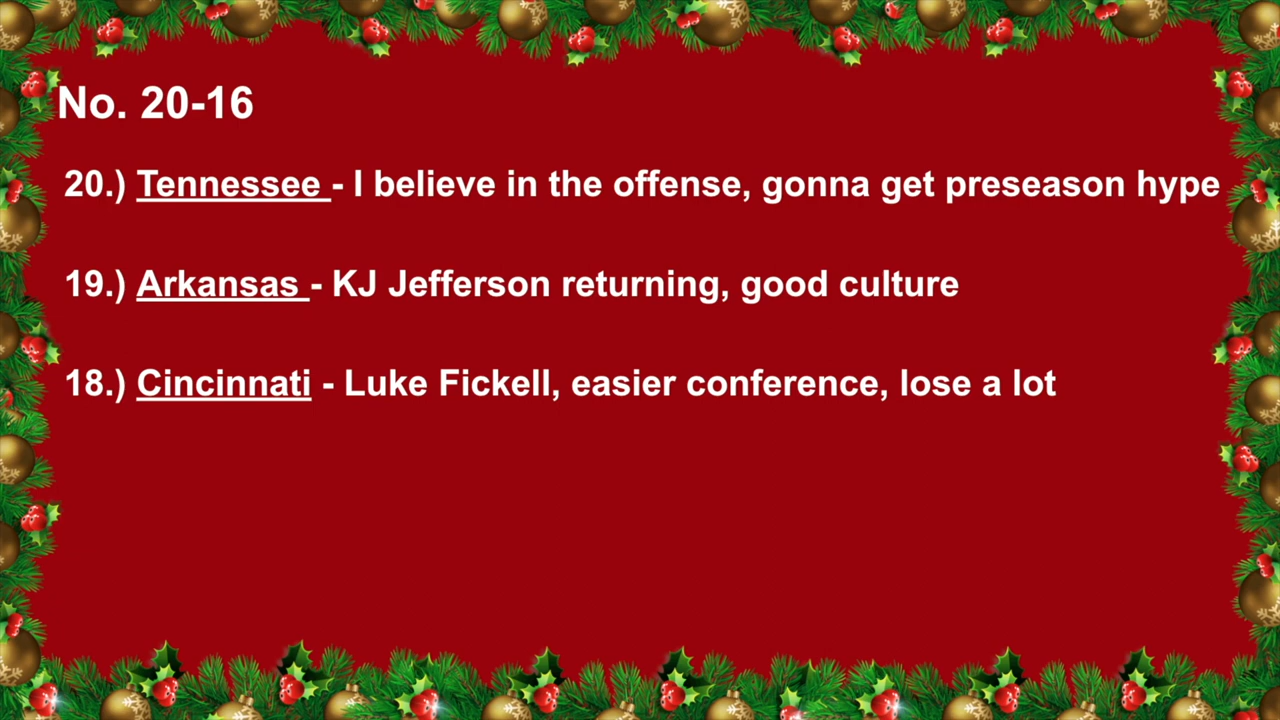 No. 20-16
20.) Tennessee - I believe in the offense, gonna get preseason hype
19.) Arkansas - KJ Jefferson returning, good culture
18.) Cincinnati - Luke Fickell, easier conference, lose a lot